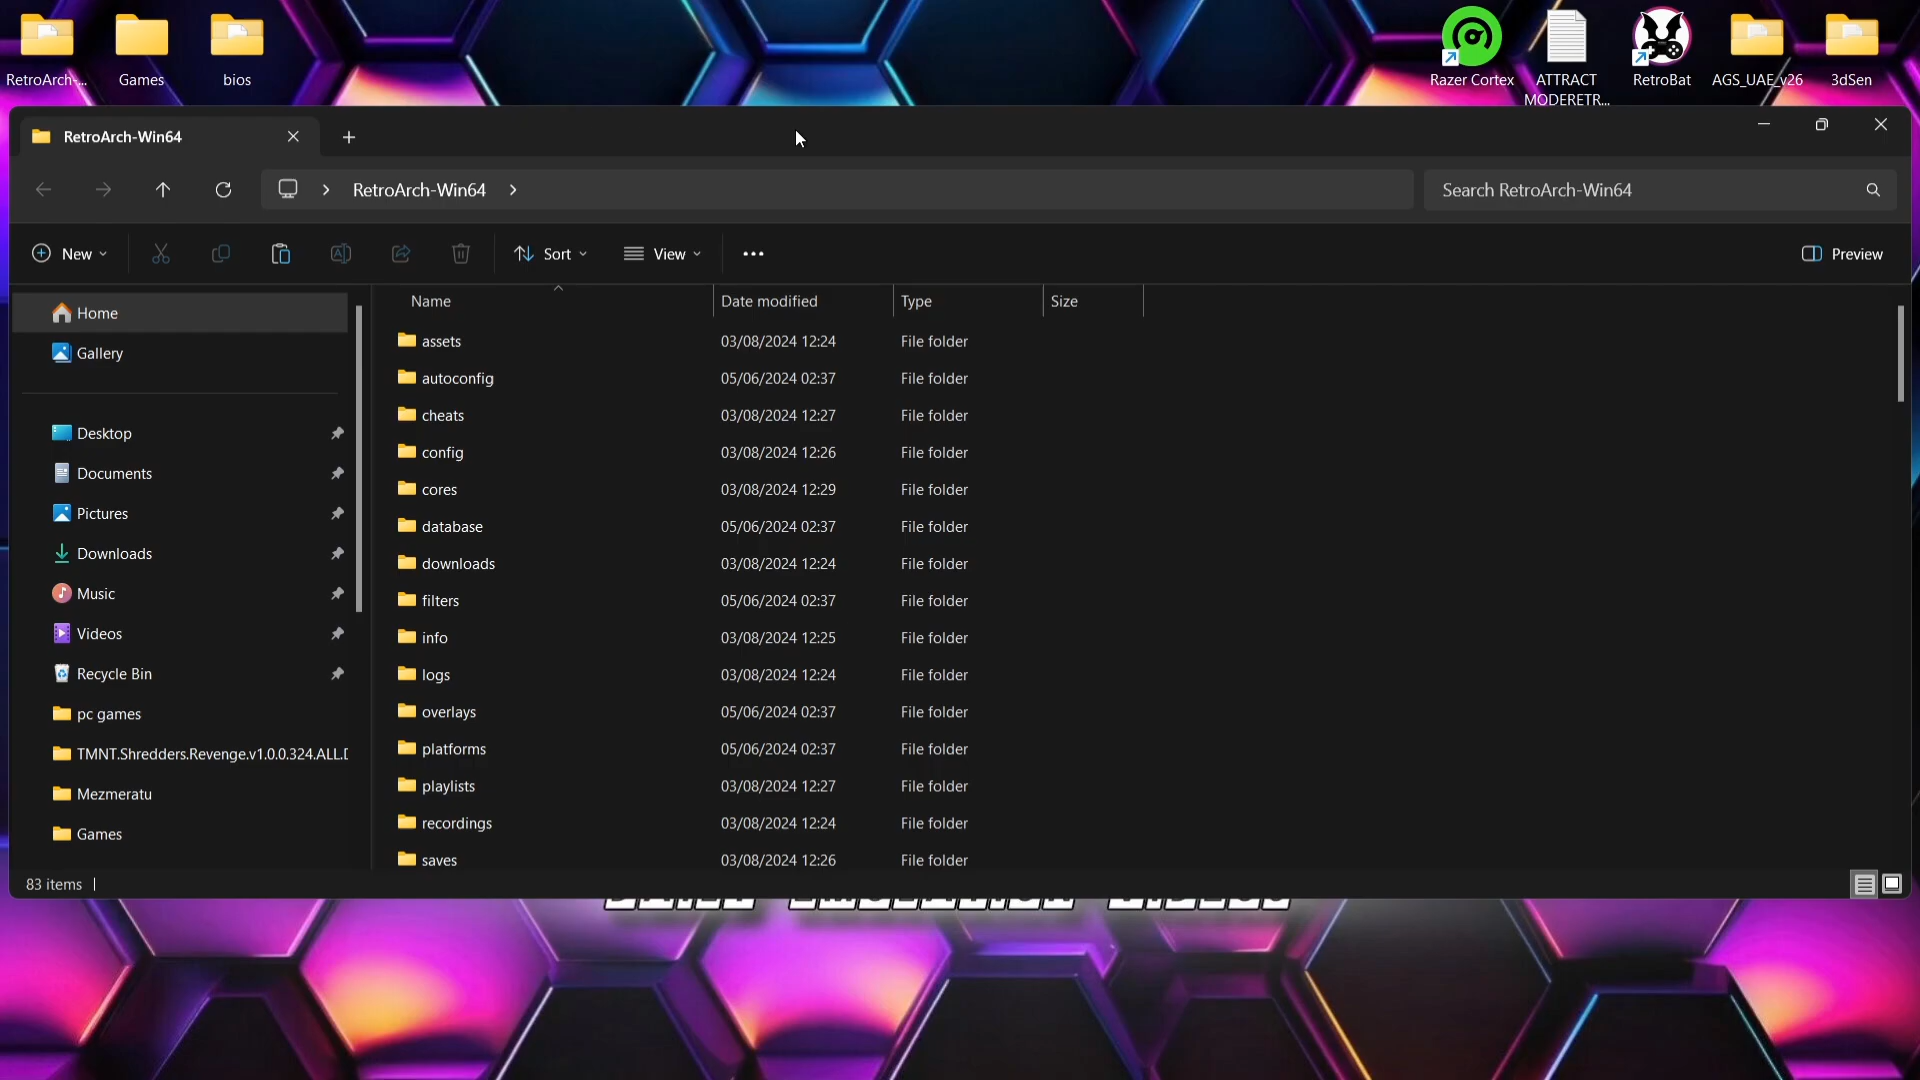 RetroArch-...
Games
bios
Razer Cortex
ATTRACT
MODERETR...
RetroBat
AGS_UAE_v26
3dSen
RetroArch-Win64
RetroArch-Win64
Search RetroArch-Win64
New
Sort
View
Preview
Home
Gallery
Desktop
Documents
Pictures
Downloads
Music
Videos
Recycle Bin
pc games
TMNT.Shredders.Revenge.v1.0.0.324.ALL.
Mezmeratu
Games
Name Date modified Type Size
assets 03/08/2024 12:24 File folder
autoconfig 05/06/2024 02:37 File folder
cheats 03/08/2024 12:27 File folder
config 03/08/2024 12:26 File folder
cores 03/08/2024 12:29 File folder
database 05/06/2024 02:37 File folder
downloads 03/08/2024 12:24 File folder
filters 05/06/2024 02:37 File folder
info 03/08/2024 12:25 File folder
logs 03/08/2024 12:24 File folder
overlays 05/06/2024 02:37 File folder
platforms 05/06/2024 02:37 File folder
playlists 03/08/2024 12:27 File folder
recordings 03/08/2024 12:24 File folder
saves 03/08/2024 12:26 File folder
83 items